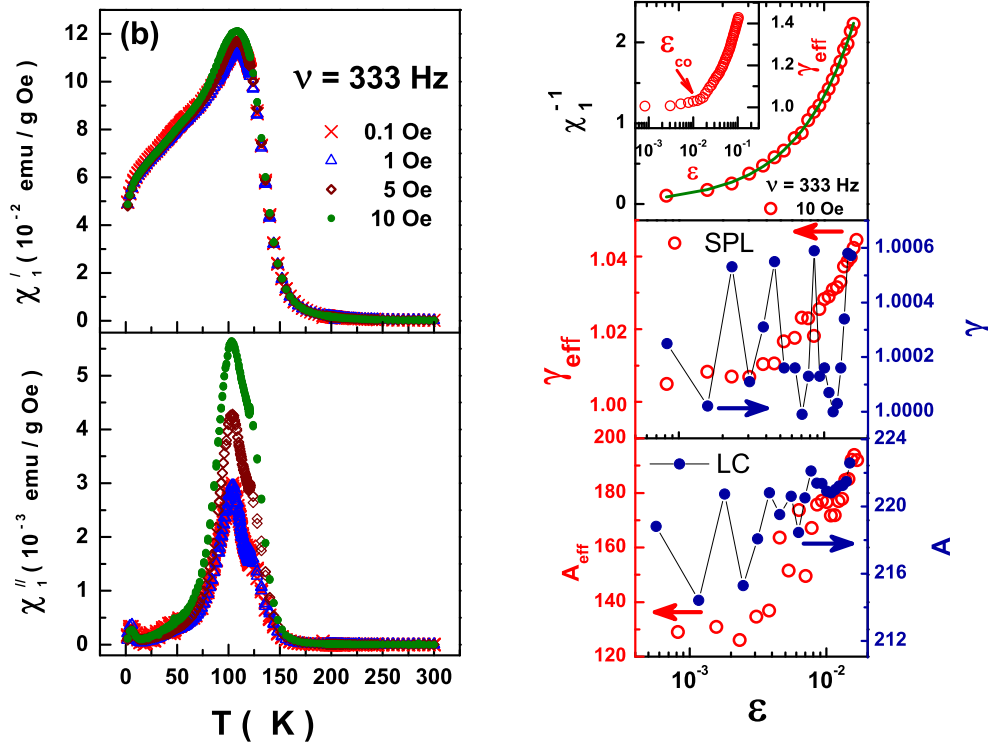 (b)
ν = 333 Hz
0.1 Oe
1 Oe
5 Oe
10 Oe
χ₁′ ( 10⁻² emu / g Oe )
12
10
8
6
4
2
0
χ₁″ ( 10⁻³ emu / g Oe )
5
4
3
2
1
0
0 50 100 150 200 250 300
T ( K )
χ₁⁻¹
2
1
0
ε_co
γ_eff
1.4
1.2
1.0
10⁻³ 10⁻² 10⁻¹
ε
ν = 333 Hz
10 Oe
SPL
γ_eff
1.04
1.02
1.00
γ
1.0006
1.0004
1.0002
1.0000
LC
A_eff
200
180
160
140
120
A
224
220
216
212
10⁻³ 10⁻²
ε